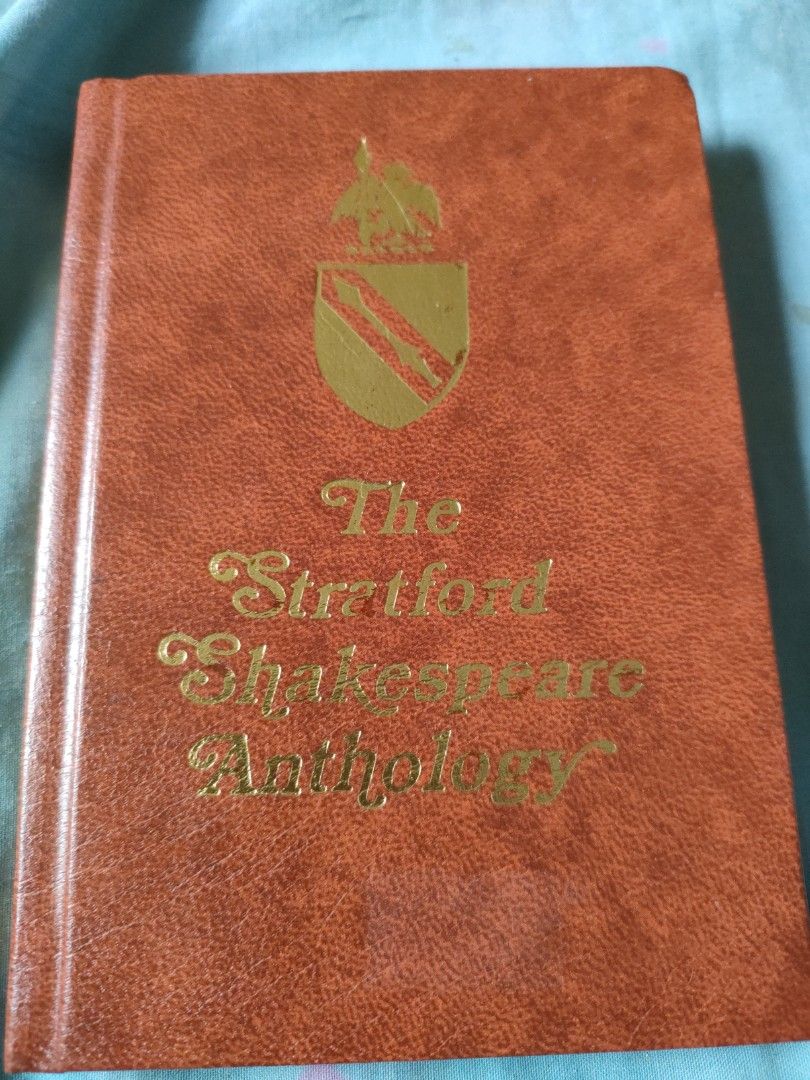 The
Stratford
Shakespeare
Anthology